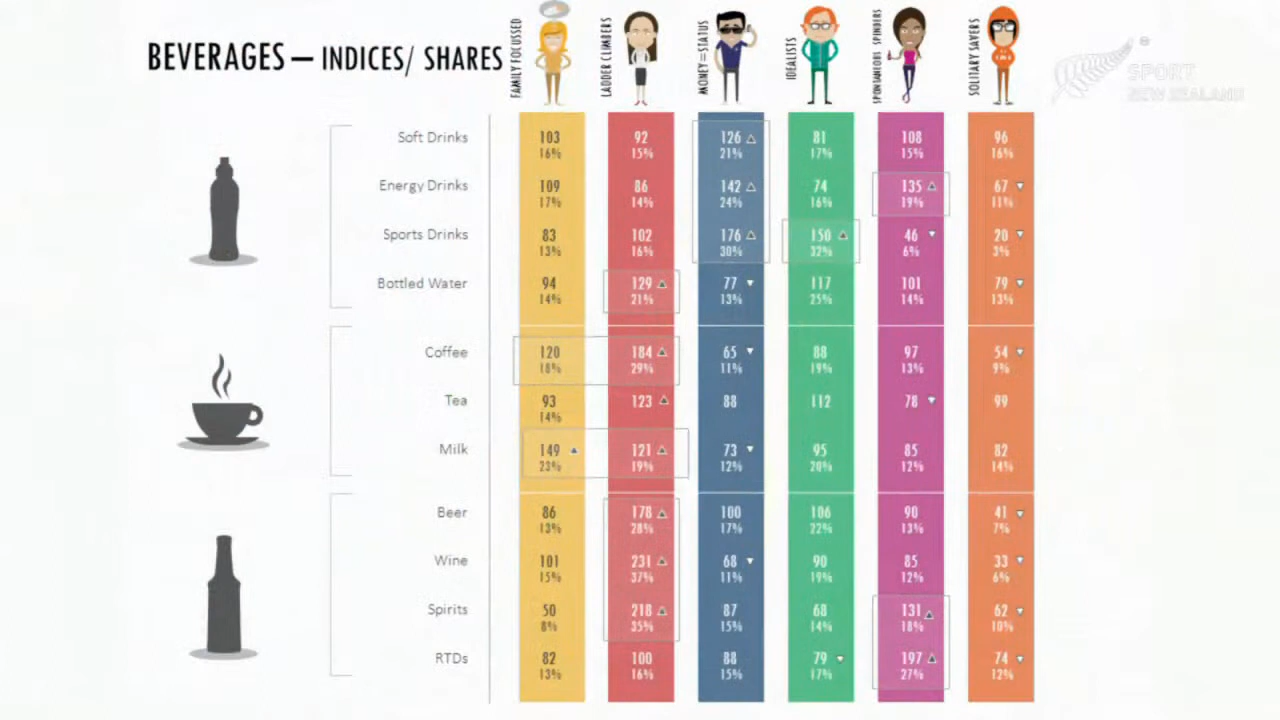 BEVERAGES – INDICES/ SHARES
FAMILY FOCUSSED
LADDER CLIMBERS
MONEY=STATUS
IDEALISTS
SPONTANEOUS SPENDERS
SOLITARY SAVERS
SPORT
NEW ZEALAND
Soft Drinks 103 92 126 81 108 96
16% 15% 21% 17% 15% 16%
Energy Drinks 109 86 142 74 135 67
17% 14% 24% 16% 19% 11%
Sports Drinks 83 102 176 150 46 20
13% 16% 30% 32% 6% 3%
Bottled Water 94 129 77 117 101 79
14% 21% 13% 25% 14% 13%
Coffee 120 184 65 88 97 54
18% 29% 11% 19% 13% 9%
Tea 93 123 88 112 78 99
14%
Milk 149 121 73 95 85 82
23% 19% 12% 20% 12% 14%
Beer 86 178 100 106 90 41
13% 28% 17% 22% 13% 7%
Wine 101 231 68 90 85 33
15% 37% 11% 19% 12% 6%
Spirits 50 218 87 68 131 62
8% 35% 15% 14% 18% 10%
RTDs 82 100 88 79 197 74
13% 16% 15% 17% 27% 12%